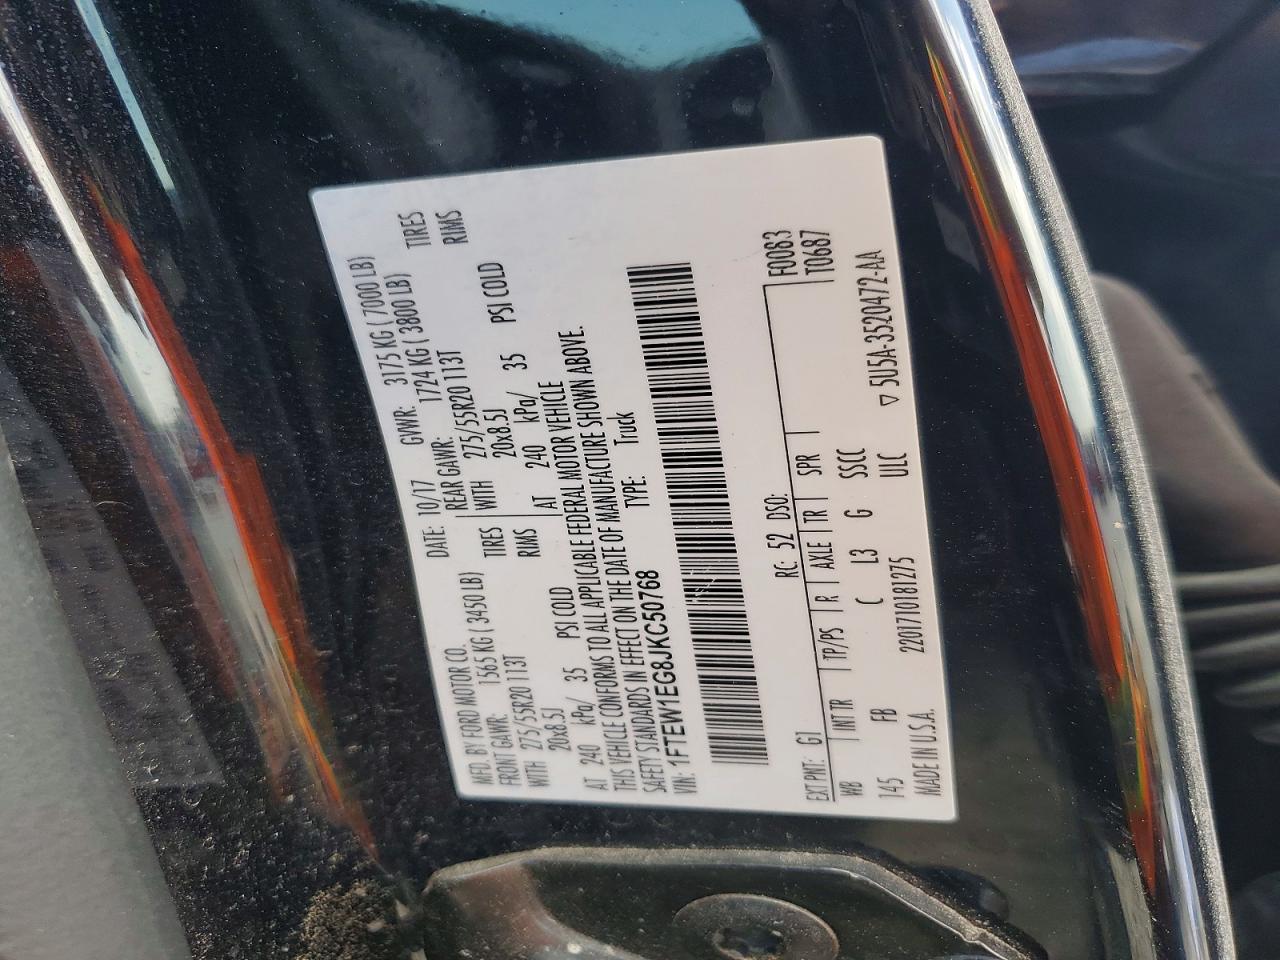 MFD. BY FORD MOTOR CO.
DATE: 10/17 GVWR: 3175 KG ( 7000 LB)
FRONT GAWR: 1565 KG ( 3450 LB) REAR GAWR: 1724 KG ( 3800 LB)
WITH 275/55R20 113T TIRES WITH 275/55R20 113T TIRES
20x8.5J RIMS 20x8.5J RIMS
AT 240 kPa/ 35 PSI COLD AT 240 kPa/ 35 PSI COLD
THIS VEHICLE CONFORMS TO ALL APPLICABLE FEDERAL MOTOR VEHICLE
SAFETY STANDARDS IN EFFECT ON THE DATE OF MANUFACTURE SHOWN ABOVE.
VIN: 1FTEW1EG8JKC50768 TYPE: Truck
F0083
EXT PNT: G1 RC: 52 DSO: T0687
WB INT TR TP/PS R AXLE TR SPR
145 FB C L3 G SSCC
MADE IN U.S.A. 2201710181275 ULC ▽ 5U5A-3520472-AA